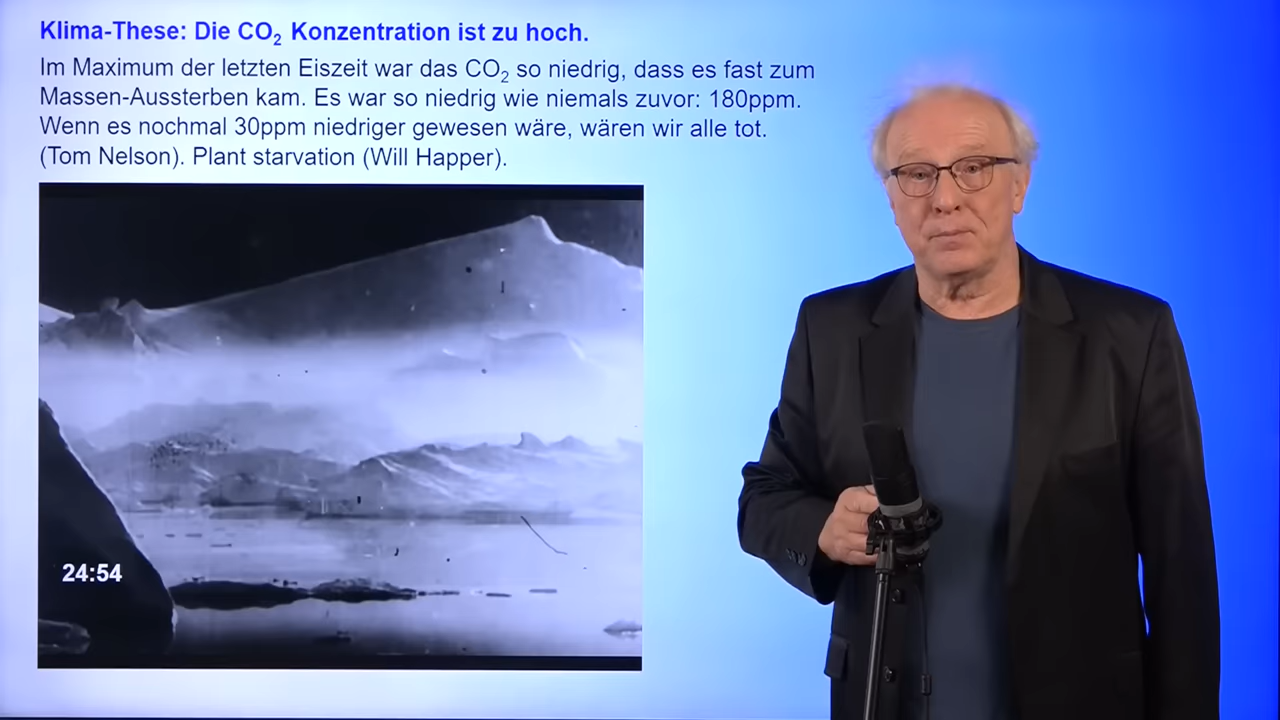 Klima-These: Die CO₂ Konzentration ist zu hoch.
Im Maximum der letzten Eiszeit war das CO₂ so niedrig, dass es fast zum
Massen-Aussterben kam. Es war so niedrig wie niemals zuvor: 180ppm.
Wenn es nochmal 30ppm niedriger gewesen wäre, wären wir alle tot.
(Tom Nelson). Plant starvation (Will Happer).
24:54